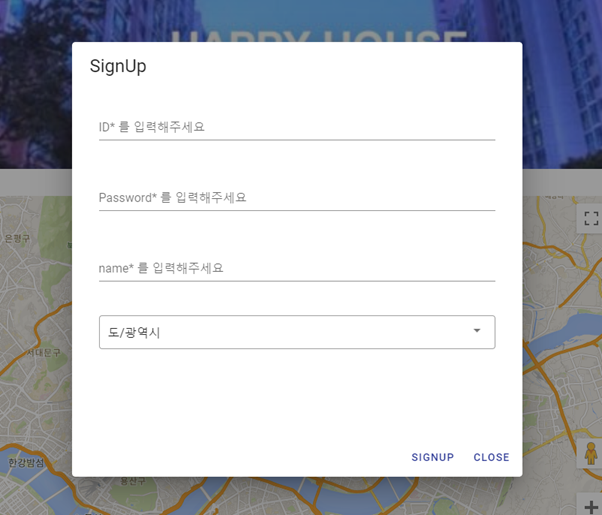 HAPPY HOUSE
SignUp
ID* 를 입력해주세요
Password* 를 입력해주세요
name* 를 입력해주세요
도/광역시
SIGNUP CLOSE
은평구
서대문구
한강밤섬
용산구